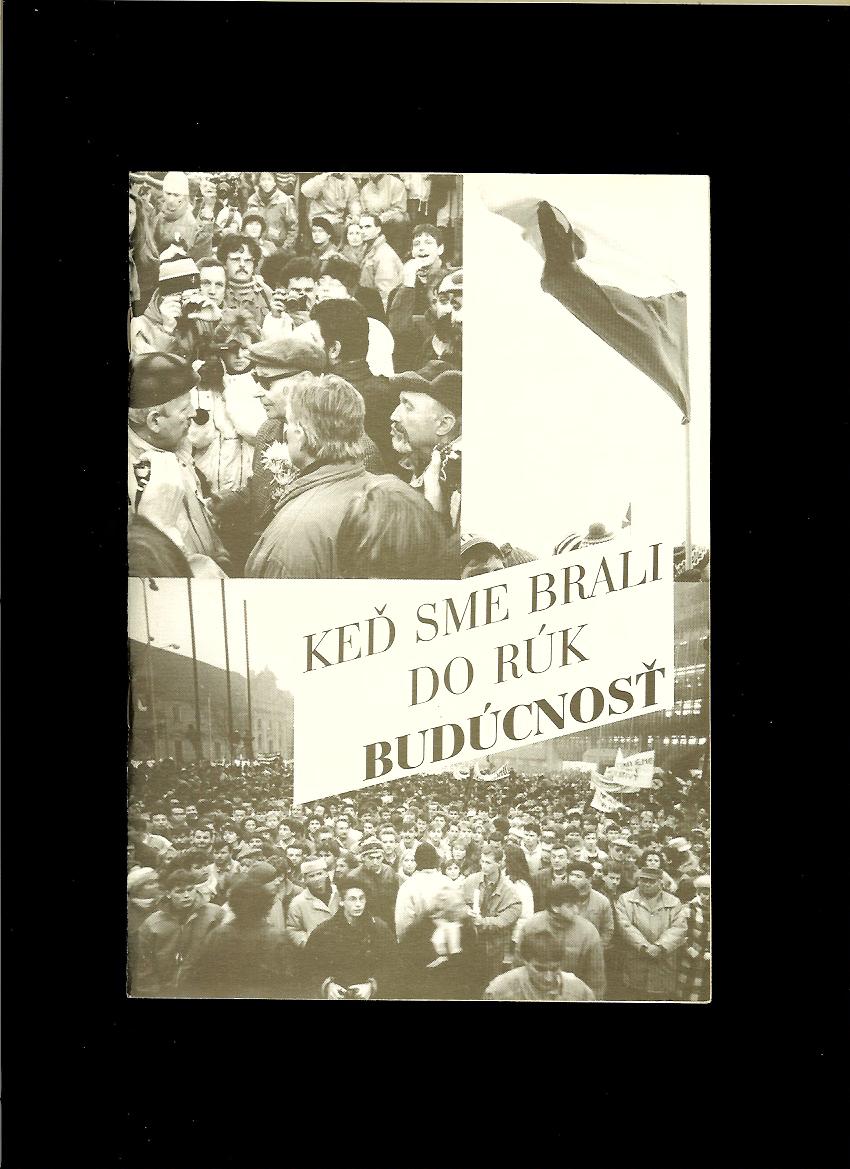 KEĎ SME BRALI
DO RÚK
BUDÚCNOSŤ